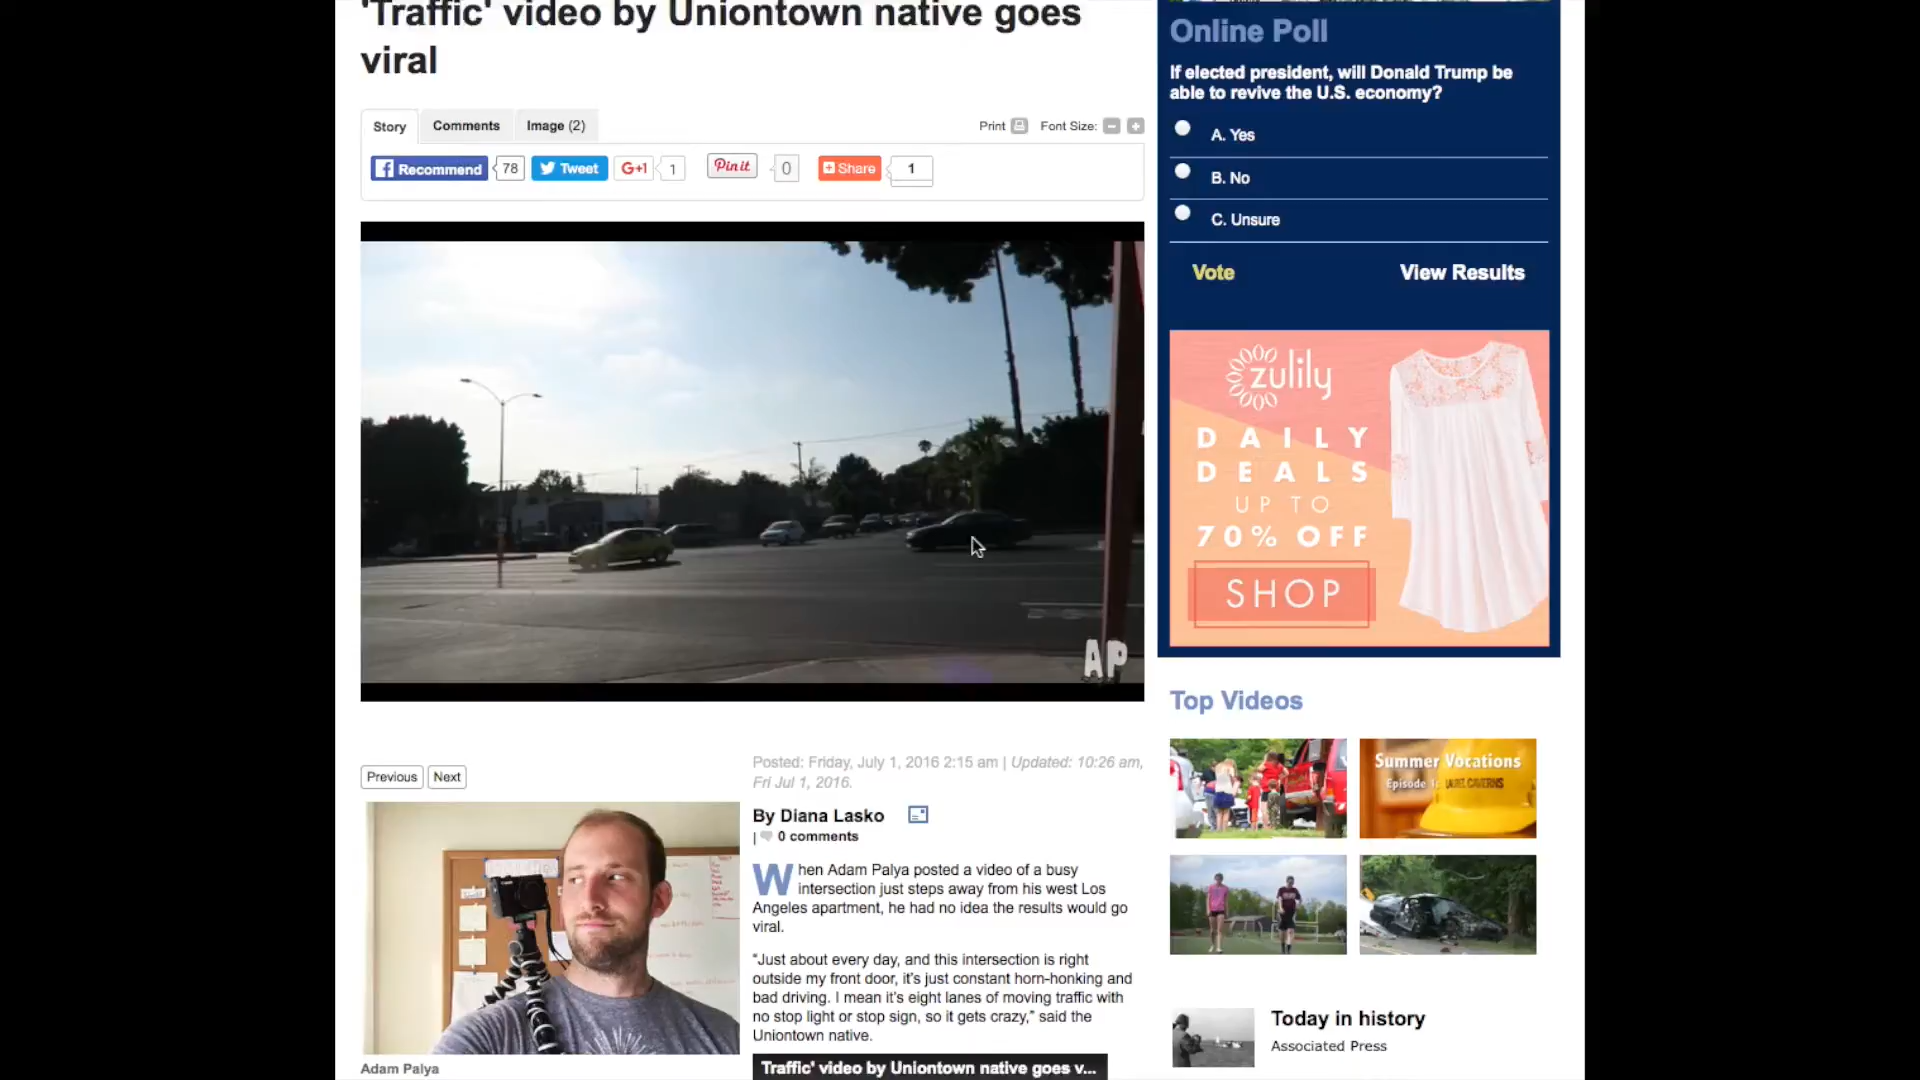 'Traffic' video by Uniontown native goes
viral
Story
Comments
Image (2)
Print
Font Size:
Recommend
78
Tweet
G+1
1
Pin it
0
Share
1
AP
Previous
Next
Adam Palya
Posted: Friday, July 1, 2016 2:15 am | Updated: 10:26 am,
Fri Jul 1, 2016.
By Diana Lasko
| 0 comments
When Adam Palya posted a video of a busy
intersection just steps away from his west Los
Angeles apartment, he had no idea the results would go
viral.
“Just about every day, and this intersection is right
outside my front door, it’s just constant horn-honking and
bad driving. I mean it’s eight lanes of moving traffic with
no stop light or stop sign, so it gets crazy,” said the
Uniontown native.
Traffic' video by Uniontown native goes v...
Online Poll
If elected president, will Donald Trump be
able to revive the U.S. economy?
A. Yes
B. No
C. Unsure
Vote
View Results
zulily
DAILY
DEALS
UP TO
70% OFF
SHOP
Top Videos
Summer Vocations
Episode 1: LAUREL CAVERNS
Today in history
Associated Press